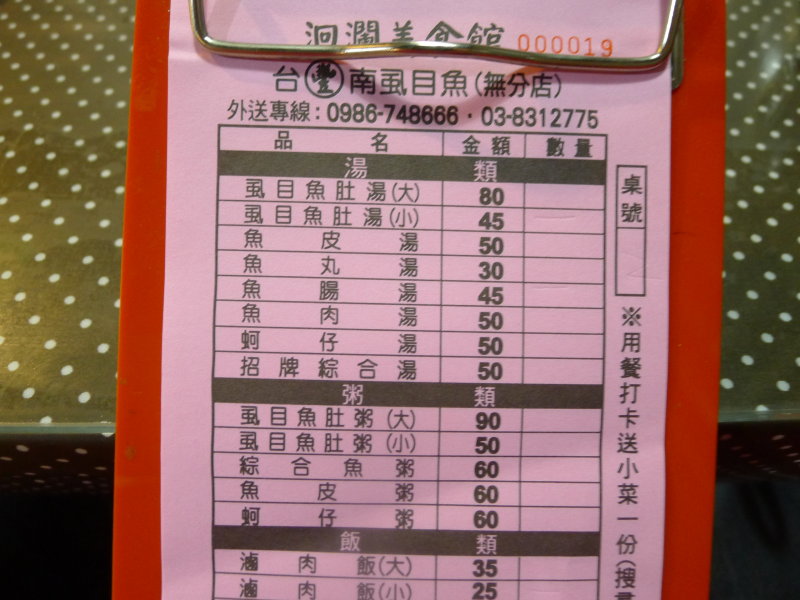 洄瀾美食館 000019
台 豐 南虱目魚(無分店)
外送專線：0986-748666・03-8312775
品名 金額 數量
湯類
虱目魚肚湯(大) 80
虱目魚肚湯(小) 45
魚皮湯 50
魚丸湯 30
魚腸湯 45
魚肉湯 50
蚵仔湯 50
招牌綜合湯 50
粥類
虱目魚肚粥(大) 90
虱目魚肚粥(小) 50
綜合魚粥 60
魚皮粥 60
蚵仔粥 60
飯類
滷肉飯(大) 35
滷肉飯(小) 25
桌號
※用餐打卡送小菜一份(搜